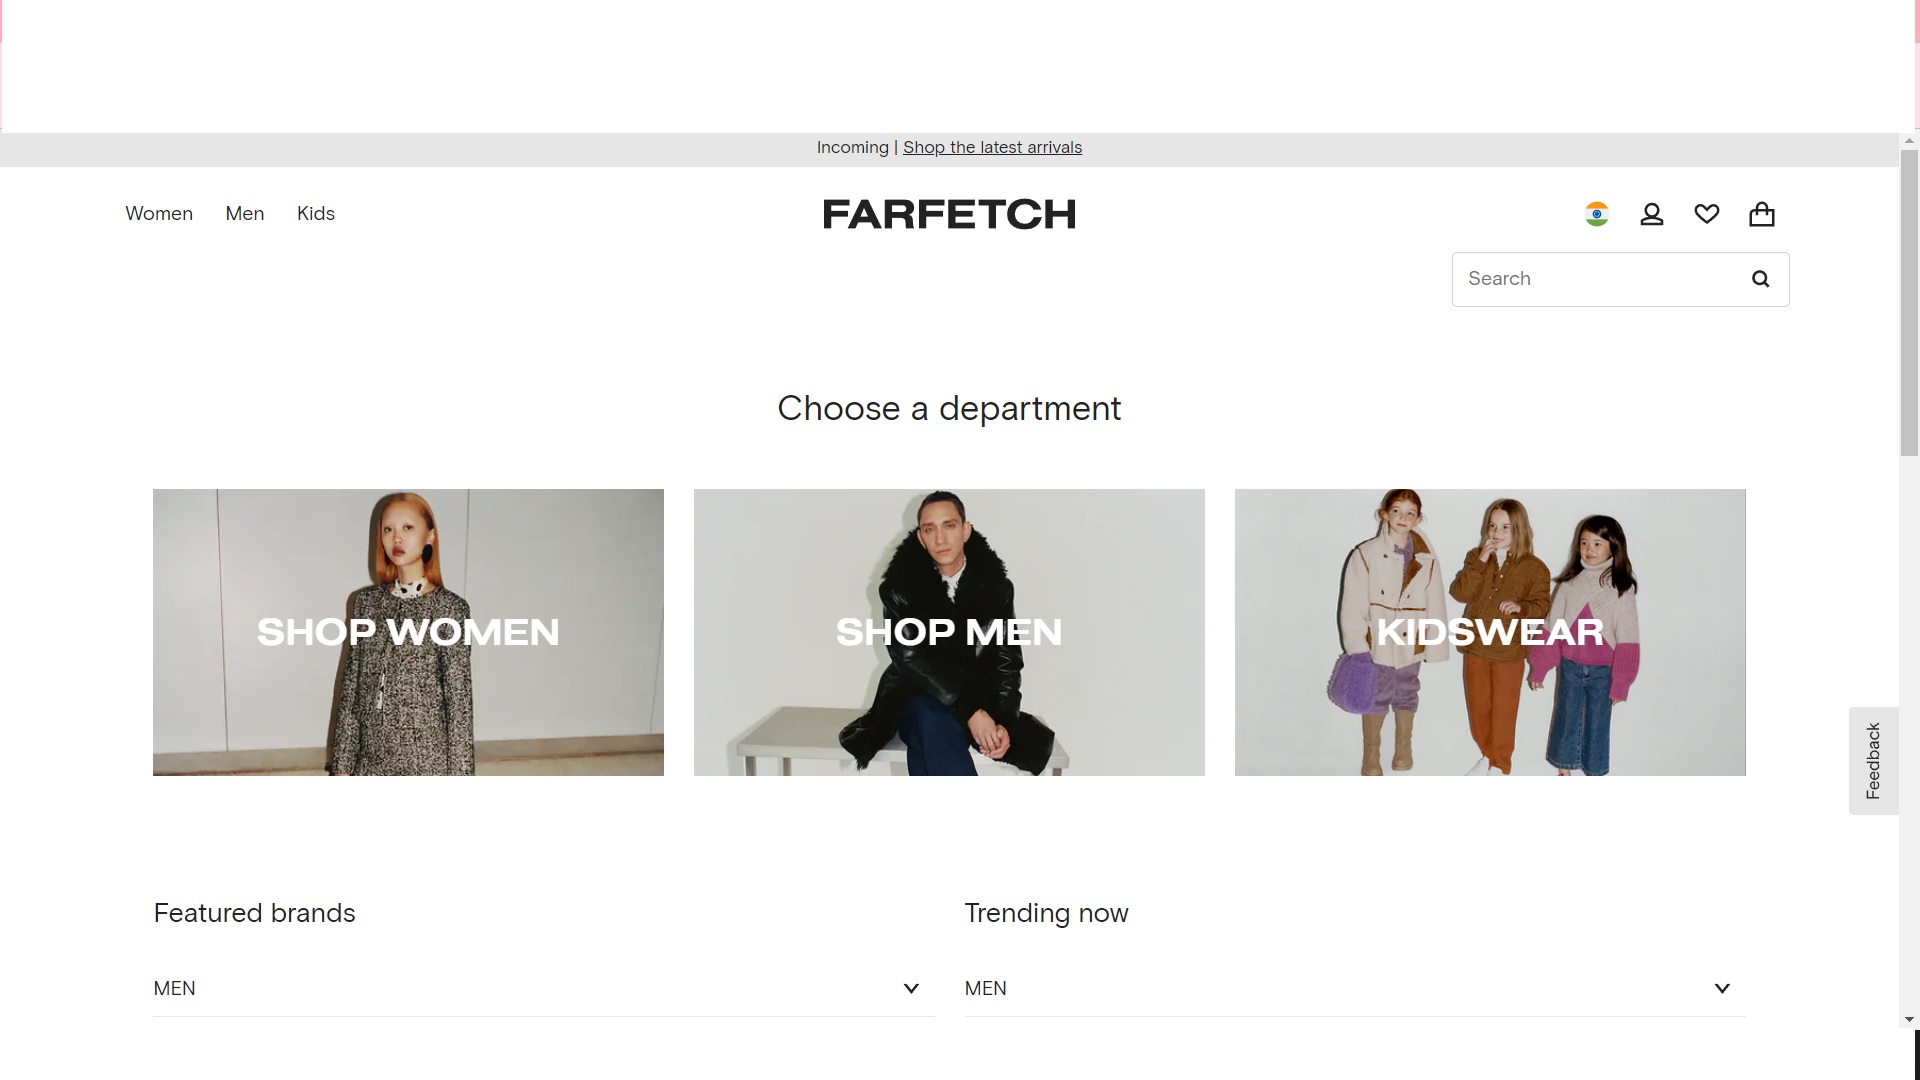 Incoming | Shop the latest arrivals
Women Men Kids
FARFETCH
Search
Choose a department
SHOP WOMEN
SHOP MEN
KIDSWEAR
Feedback
Featured brands
Trending now
MEN
MEN